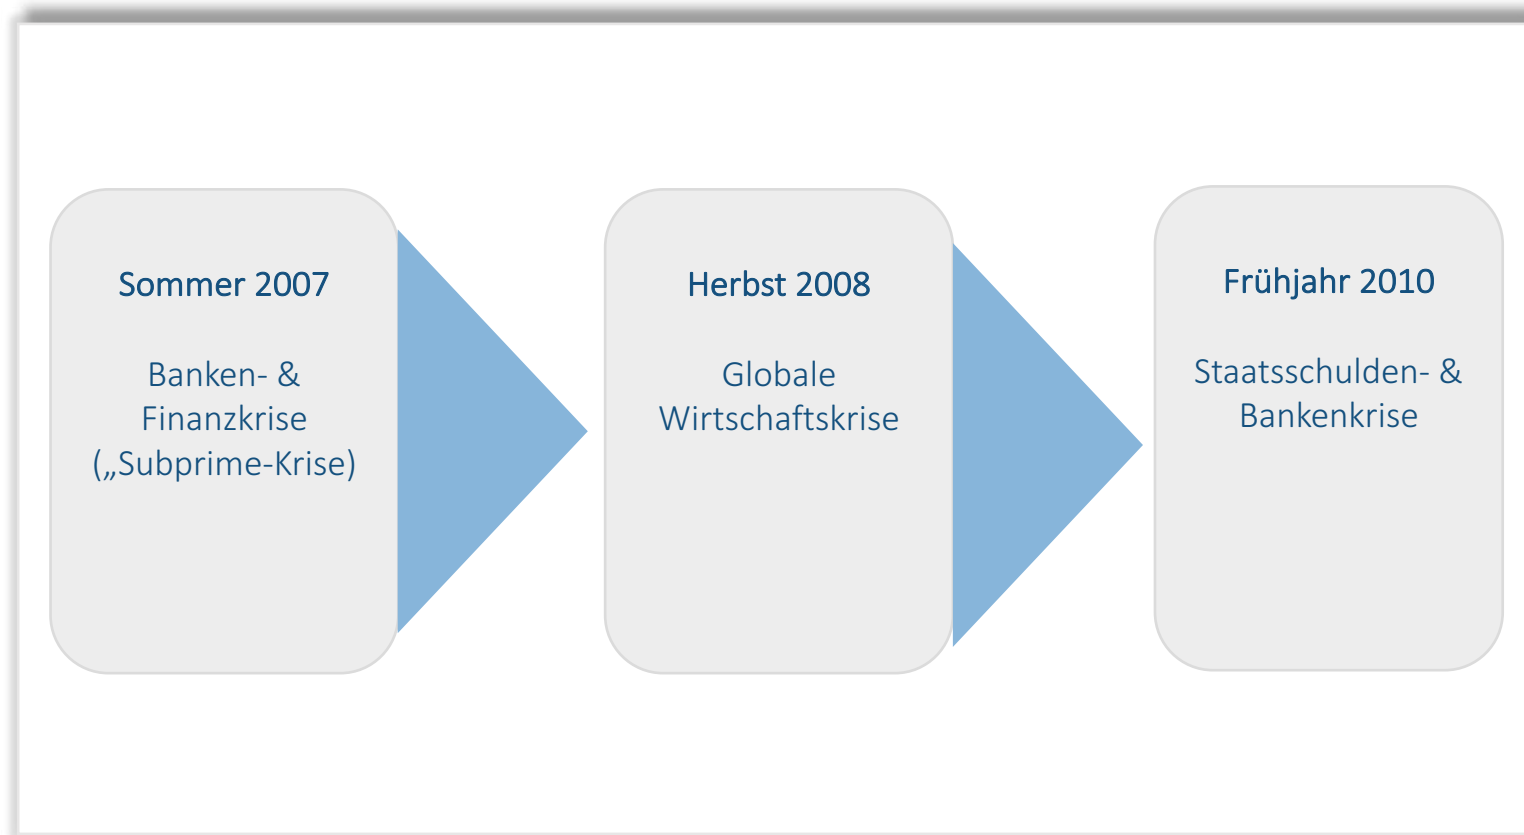 Sommer 2007
Banken- &
Finanzkrise
(„Subprime-Krise)
Herbst 2008
Globale
Wirtschaftskrise
Frühjahr 2010
Staatsschulden- &
Bankenkrise